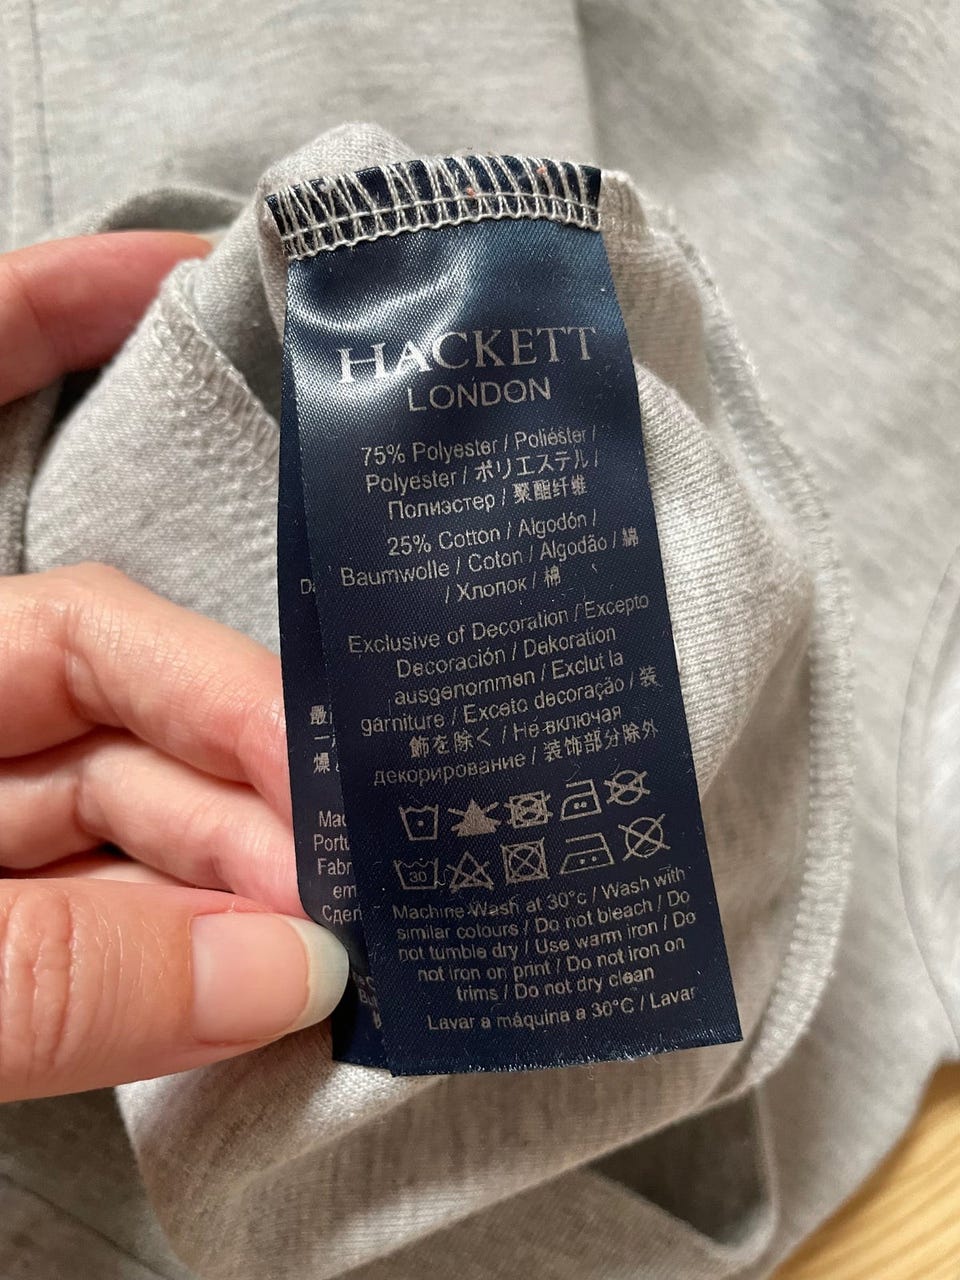 HACKETT
LONDON
75% Polyester / Poliéster /
Polyester / ポリエステル /
Полиэстер / 聚酯纤维
25% Cotton / Algodón /
Baumwolle / Coton / Algodão / 綿
/ Хлопок / 棉
Exclusive of Decoration / Excepto
Decoración / Dekoration
ausgenommen / Exclut la
garniture / Exceto decoração / 装
飾を除く / Не включая
декорирование / 装饰部分除外
30
Machine Wash at 30°c / Wash with
similar colours / Do not bleach / Do
not tumble dry / Use warm iron / Do
not iron on print / Do not iron on
trims / Do not dry clean
Lavar a máquina a 30°C / Lavar